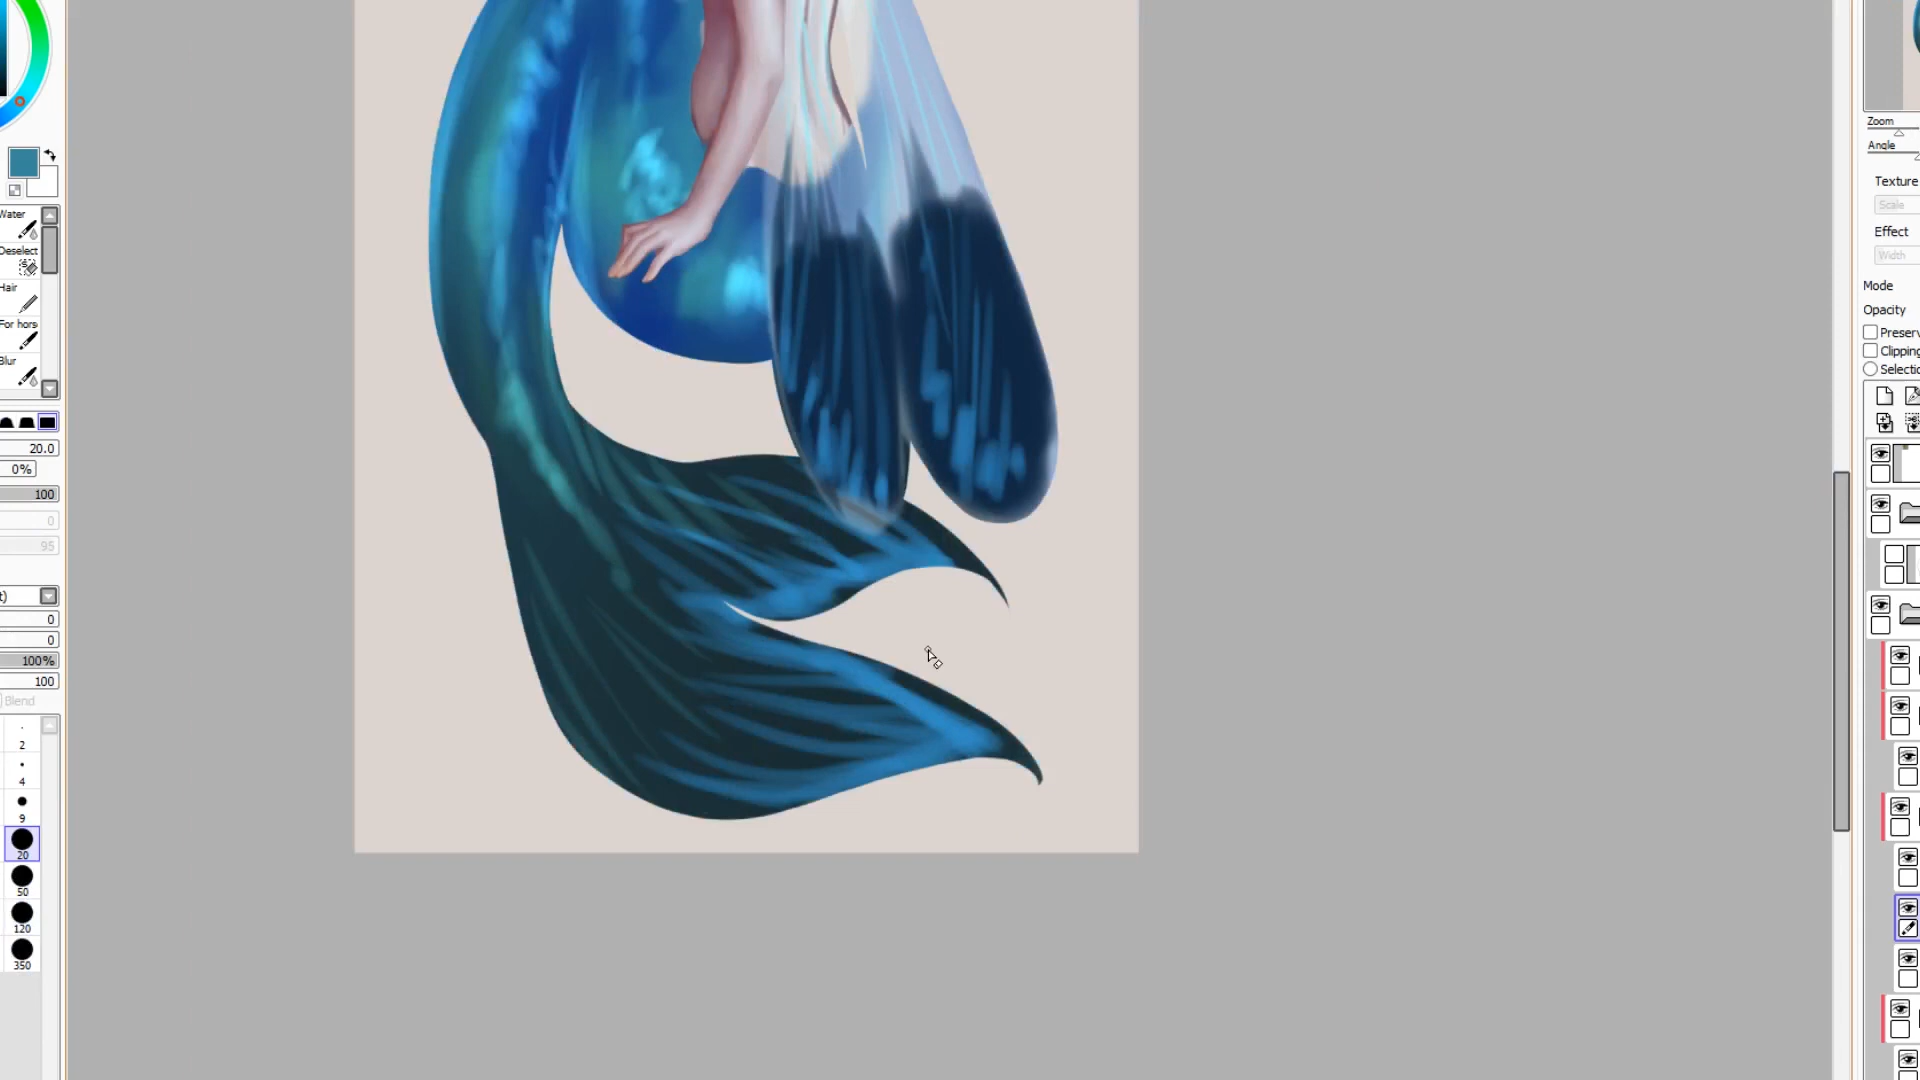 Water
Deselect
Hair
For hors
Blur
20.0
0%
100
0
95
t)
0
0
100%
100
Blend
2
4
9
20
50
120
350
Zoom
Angle
Texture
Scale
Effect
Width
Mode
Opacity
Preserv
Clipping
Selectio